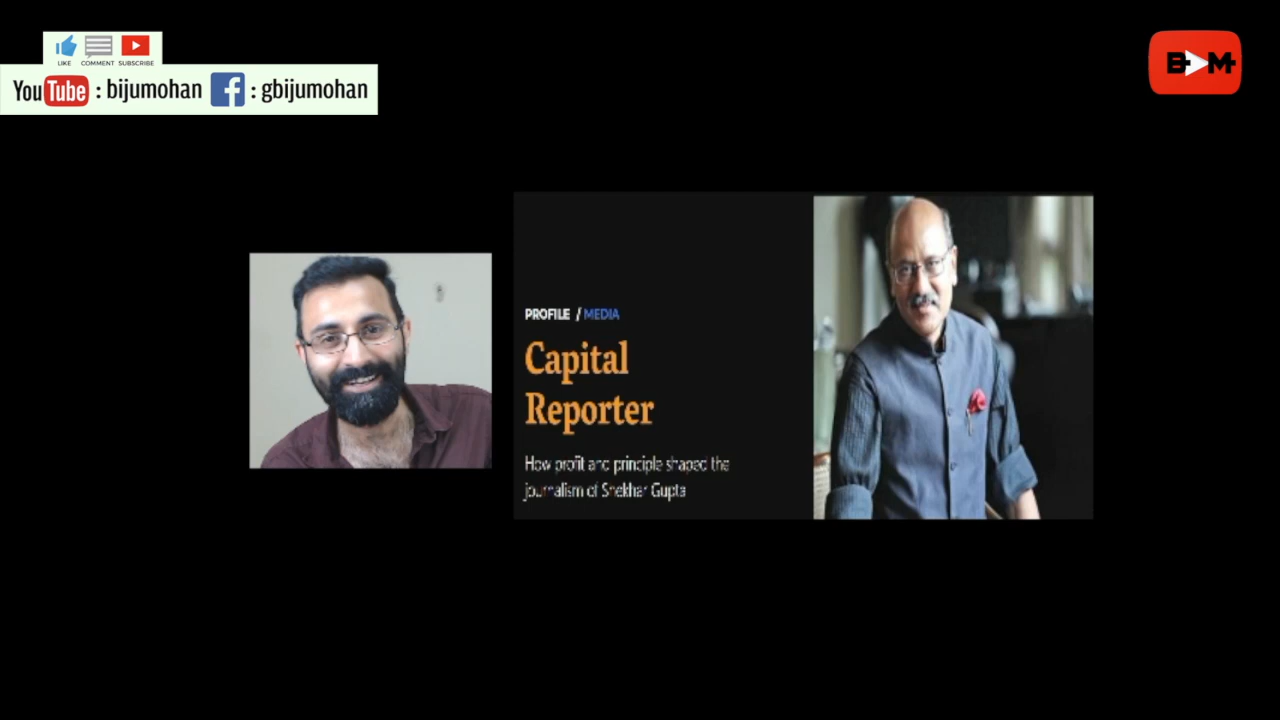 LIKE COMMENT SUBSCRIBE
YouTube : bijumohan f : gbijumohan
B M
PROFILE / MEDIA
Capital
Reporter
How profit and principle shaped the
journalism of Shekhar Gupta